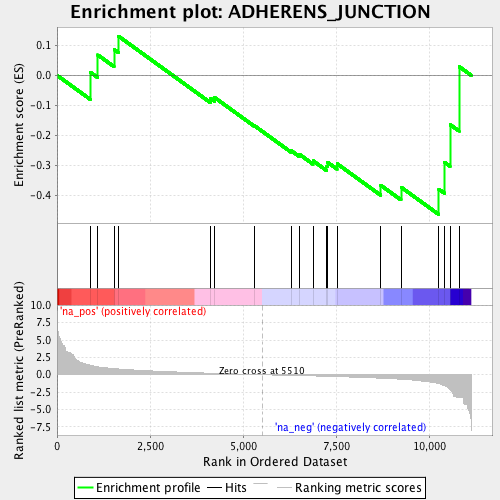 Enrichment plot: ADHERENS_JUNCTION
Enrichment score (ES)
0.1
0.0
-0.1
-0.2
-0.3
-0.4
'na_pos' (positively correlated)
Ranked list metric (PreRanked)
10.0
7.5
5.0
2.5
0.0
-2.5
-5.0
-7.5
Zero cross at 5510
'na_neg' (negatively correlated)
0
2,500
5,000
7,500
10,000
Rank in Ordered Dataset
Enrichment profile
Hits
Ranking metric scores